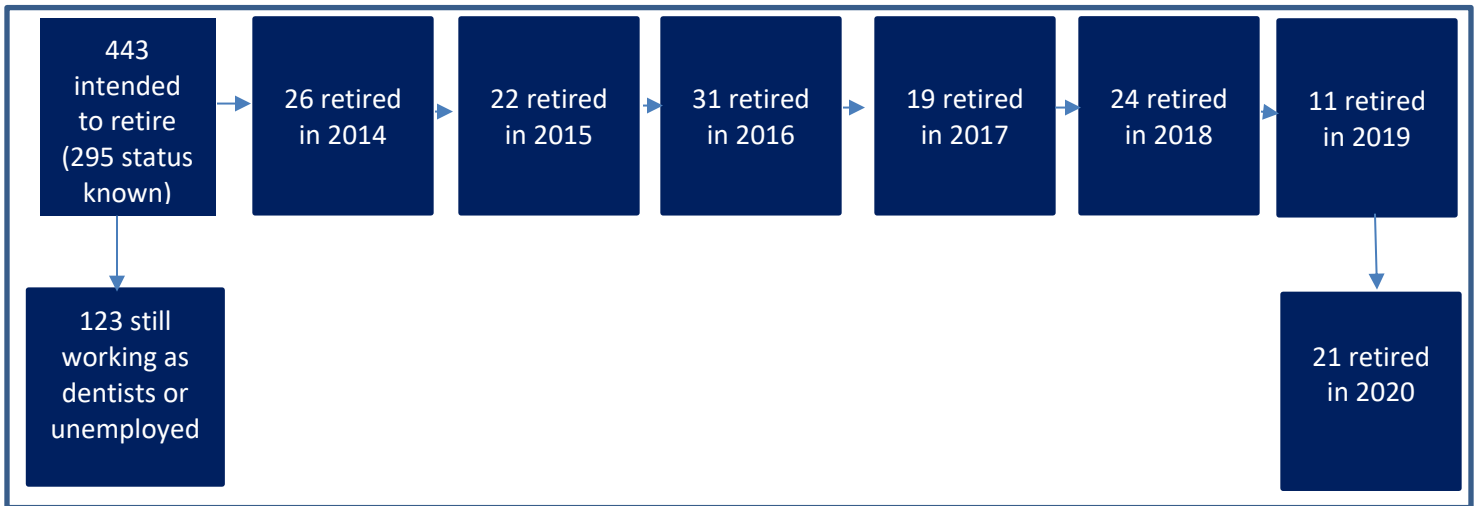 443
intended
to retire
(295 status
known)
26 retired
in 2014
22 retired
in 2015
31 retired
in 2016
19 retired
in 2017
24 retired
in 2018
11 retired
in 2019
123 still
working as
dentists or
unemployed
21 retired
in 2020